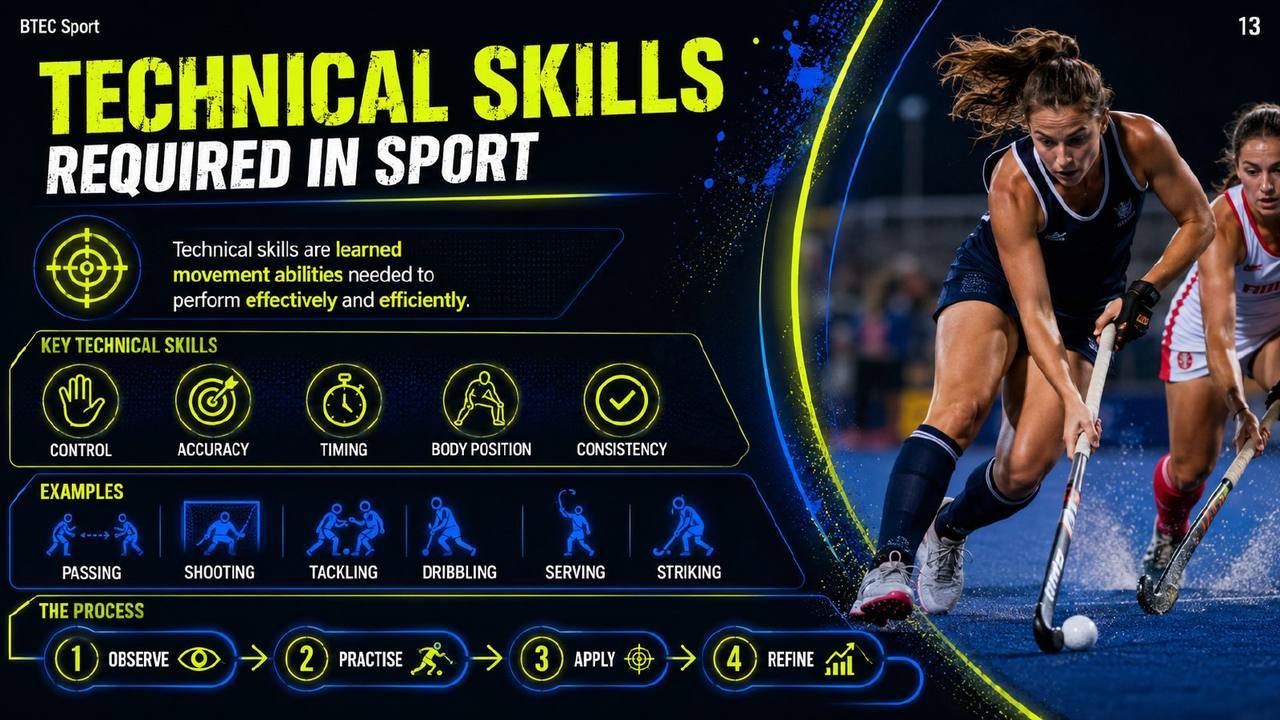 BTEC Sport
13
TECHNICAL SKILLS
REQUIRED IN SPORT
Technical skills are learned
movement abilities needed to
perform effectively and efficiently.
KEY TECHNICAL SKILLS
CONTROL
ACCURACY
TIMING
BODY POSITION
CONSISTENCY
EXAMPLES
PASSING
SHOOTING
TACKLING
DRIBBLING
SERVING
STRIKING
THE PROCESS
1 OBSERVE
2 PRACTISE
3 APPLY
4 REFINE